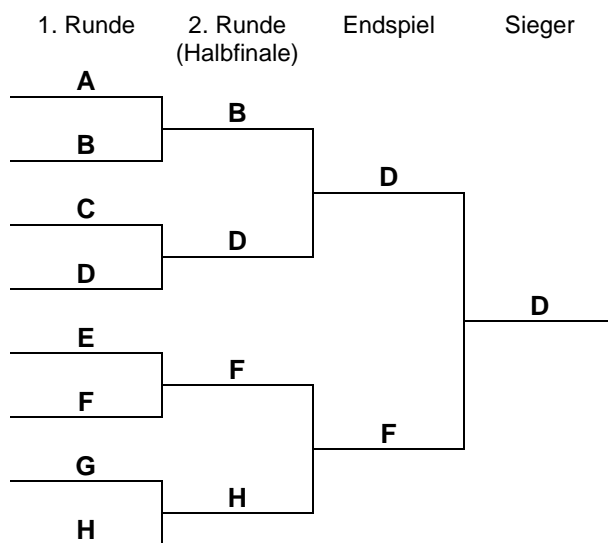 1. Runde 2. Runde Endspiel Sieger
(Halbfinale)
A
B
B
D
C
D
D
D
E
F
F
F
G
H
H